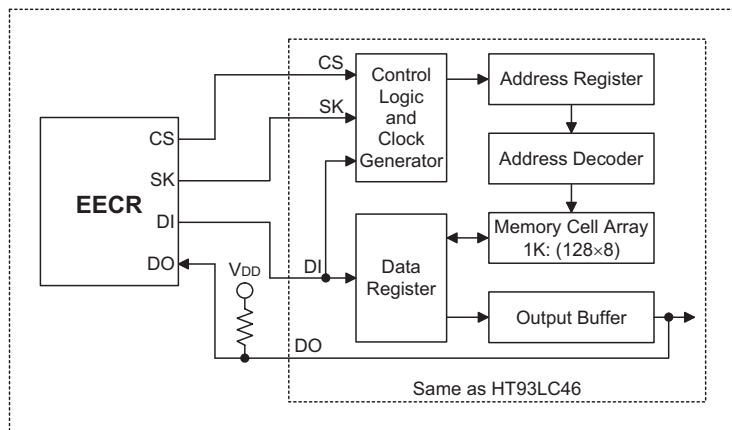 EECR
CS
SK
DI
DO
VDD
CS
SK
DI
DO
Control
Logic
and
Clock
Generator
Address Register
Address Decoder
Memory Cell Array
1K: (128×8)
Data
Register
Output Buffer
Same as HT93LC46